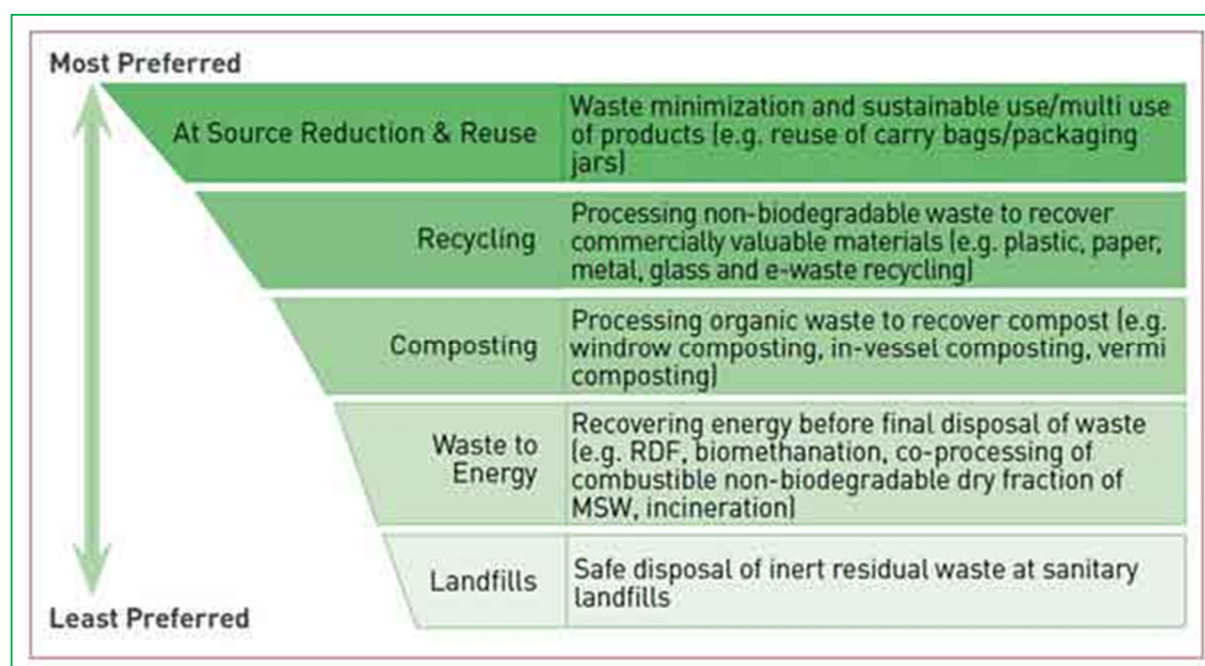 Most Preferred
At Source Reduction & Reuse
Waste minimization and sustainable use/multi use
of products (e.g. reuse of carry bags/packaging
jars)
Recycling
Processing non-biodegradable waste to recover
commercially valuable materials (e.g. plastic, paper,
metal, glass and e-waste recycling)
Composting
Processing organic waste to recover compost (e.g.
windrow composting, in-vessel composting, vermi
composting)
Waste to
Energy
Recovering energy before final disposal of waste
(e.g. RDF, biomethanation, co-processing of
combustible non-biodegradable dry fraction of
MSW, incineration)
Landfills
Safe disposal of inert residual waste at sanitary
landfills
Least Preferred